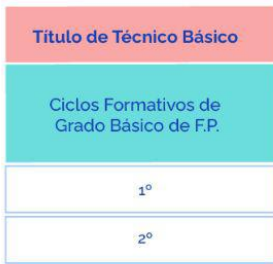 Título de Técnico Básico
Ciclos Formativos de
Grado Básico de F.P.
1º
2º